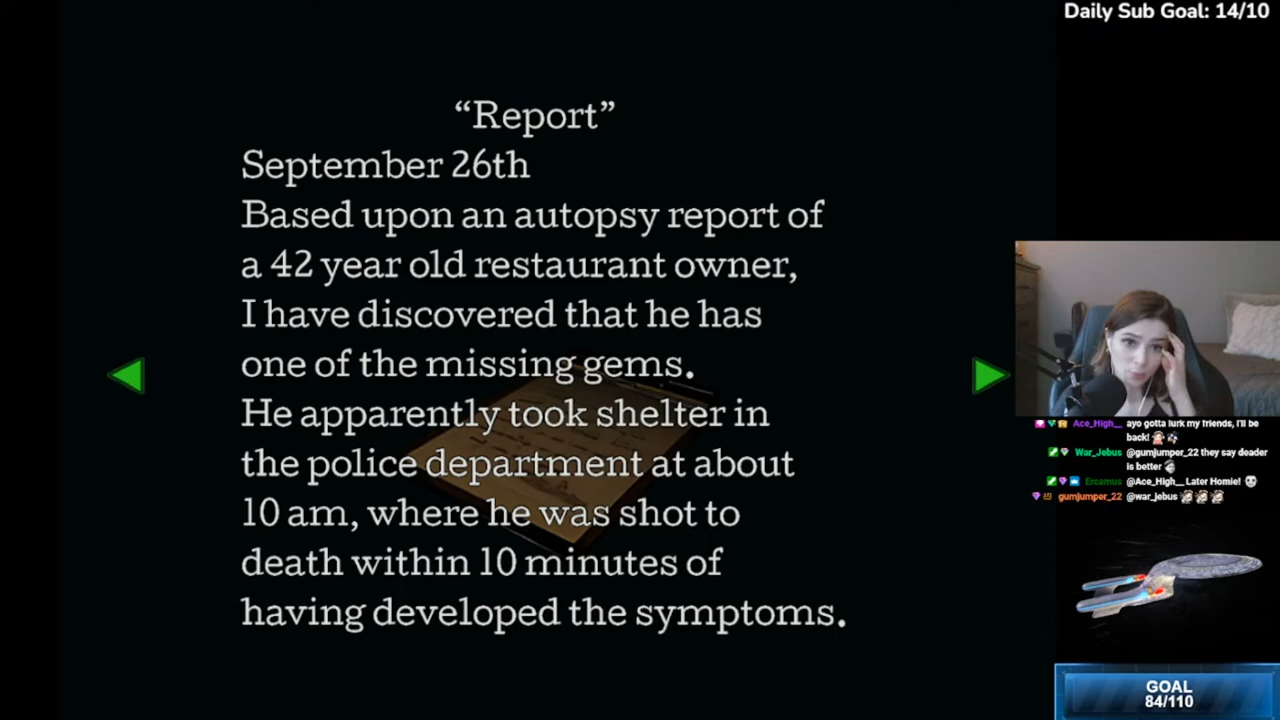 Daily Sub Goal: 14/10
“Report”
September 26th
Based upon an autopsy report of
a 42 year old restaurant owner,
I have discovered that he has
one of the missing gems.
He apparently took shelter in
the police department at about
10 am, where he was shot to
death within 10 minutes of
having developed the symptoms.
Ace_High__ ayo gotta lurk my friends, I'll be
back!
War_Jebus @gumjumper_22 they say deader
is better
Ercamus @Ace_High__ Later Homie!
gumjumper_22 @war_jebus
GOAL
84/110